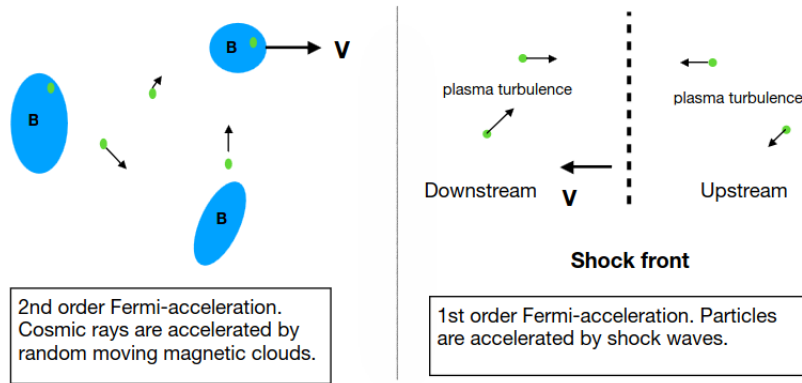 B
V
B
B
2nd order Fermi-acceleration.
Cosmic rays are accelerated by
random moving magnetic clouds.
plasma turbulence
plasma turbulence
Downstream
V
Upstream
Shock front
1st order Fermi-acceleration. Particles
are accelerated by shock waves.